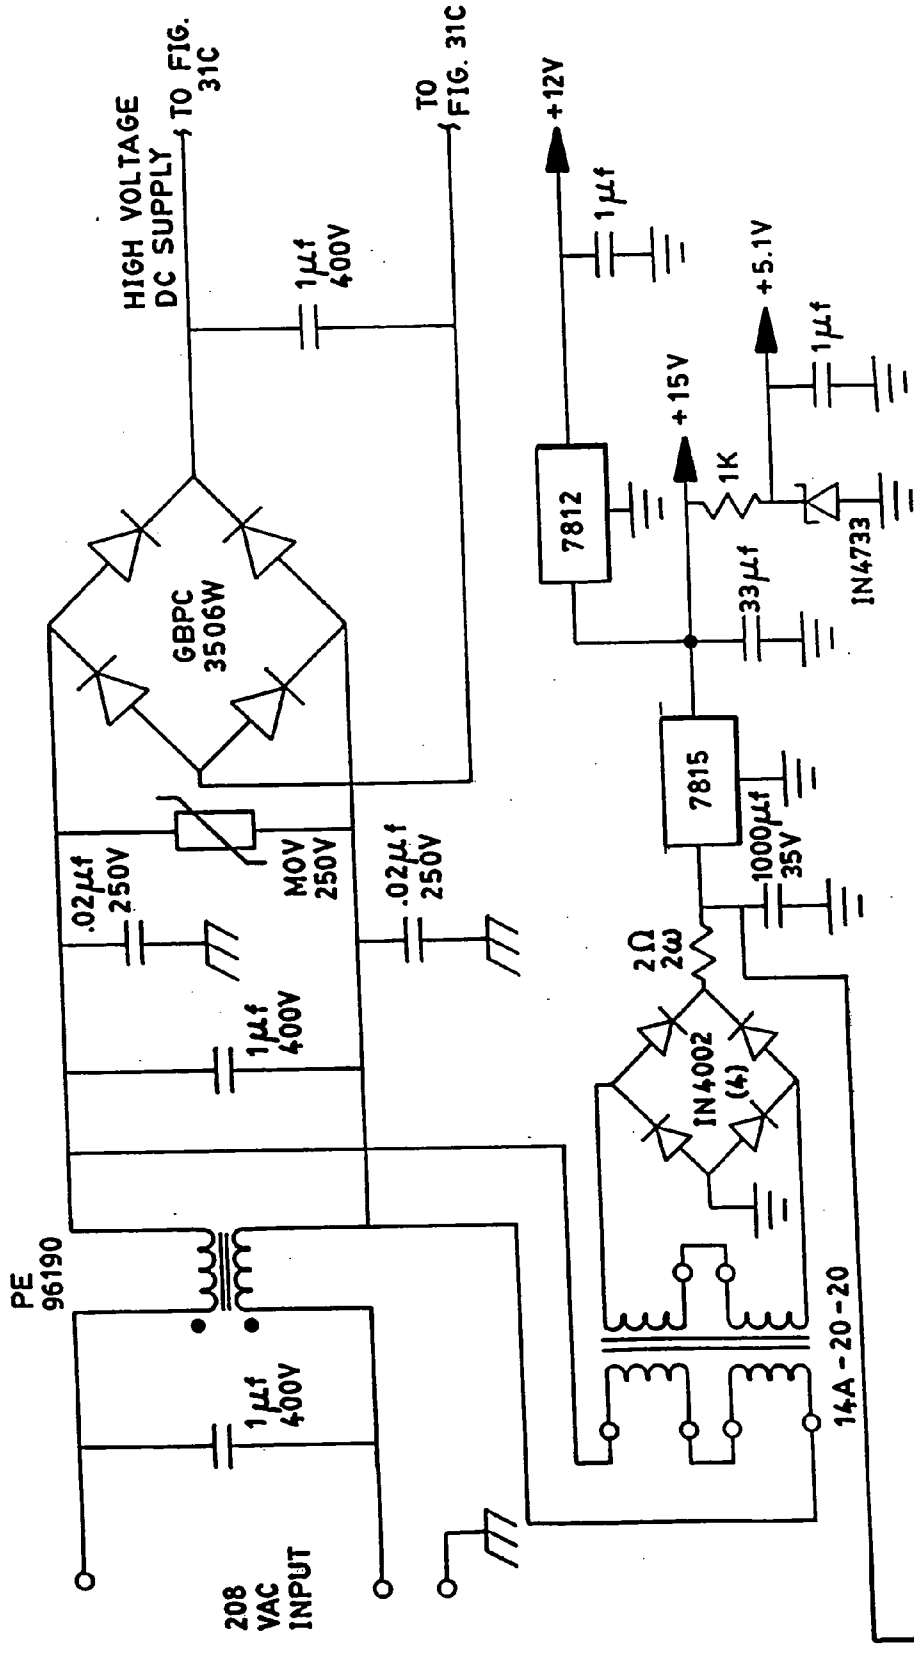 HIGH VOLTAGE
DC SUPPLY
TO FIG.
31C
TO
FIG. 31C
PE
96190
208
VAC
INPUT
1µf
400V
1µf
400V
.02µf
250V
MOV
250V
.02µf
250V
GBPC
3506W
1µf
400V
14A-20-20
IN4002
(4)
2Ω
2ω
1000µf
35V
7815
33µf
7812
+12V
1µf
+15V
1K
IN4733
+5.1V
1µf